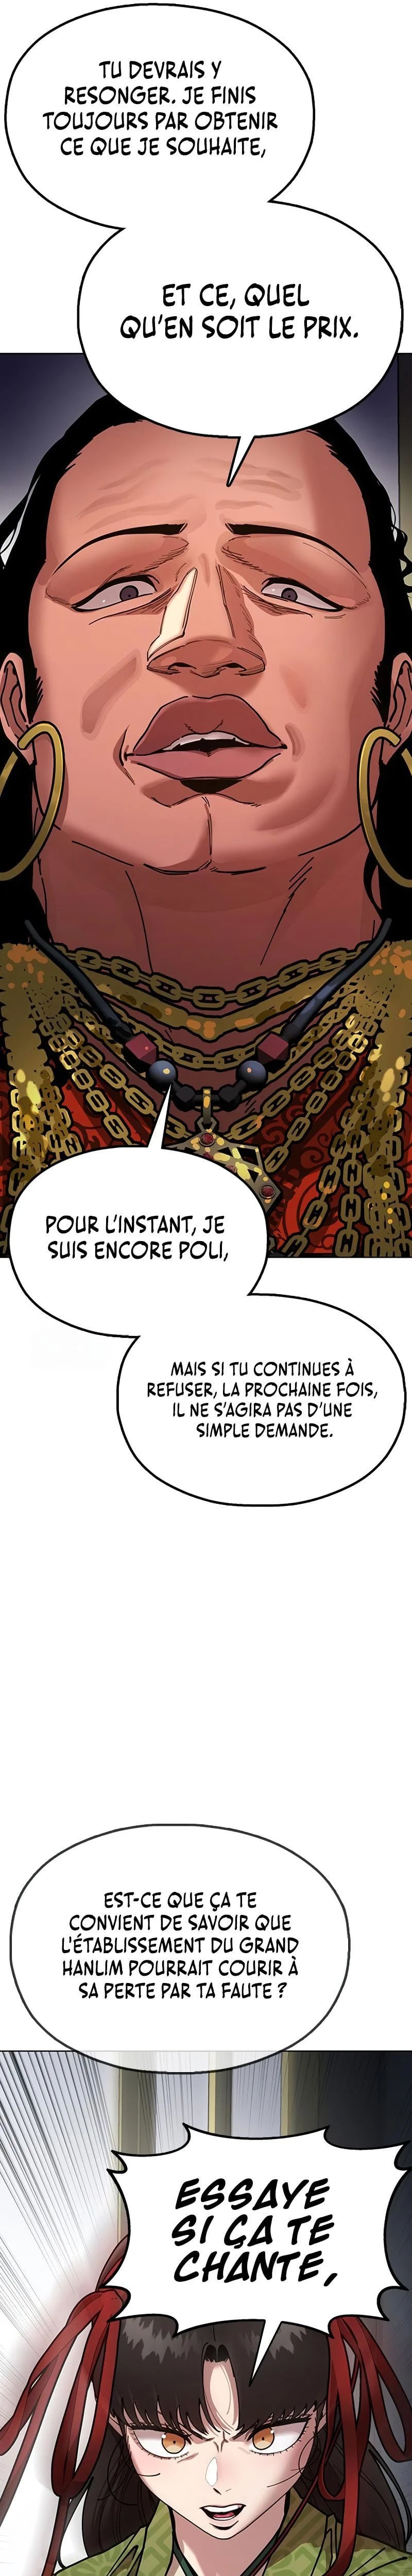 TU DEVRAIS Y
RESONGER. JE FINIS
TOUJOURS PAR OBTENIR
CE QUE JE SOUHAITE,
ET CE, QUEL
QU'EN SOIT LE PRIX.
POUR L'INSTANT, JE
SUIS ENCORE POLI,
MAIS SI TU CONTINUES À
REFUSER, LA PROCHAINE FOIS,
IL NE S'AGIRA PAS D'UNE
SIMPLE DEMANDE.
EST-CE QUE ÇA TE
CONVIENT DE SAVOIR QUE
L'ÉTABLISSEMENT DU GRAND
HANLIM POURRAIT COURIR À
SA PERTE PAR TA FAUTE ?
ESSAYE
SI ÇA TE
CHANTE,